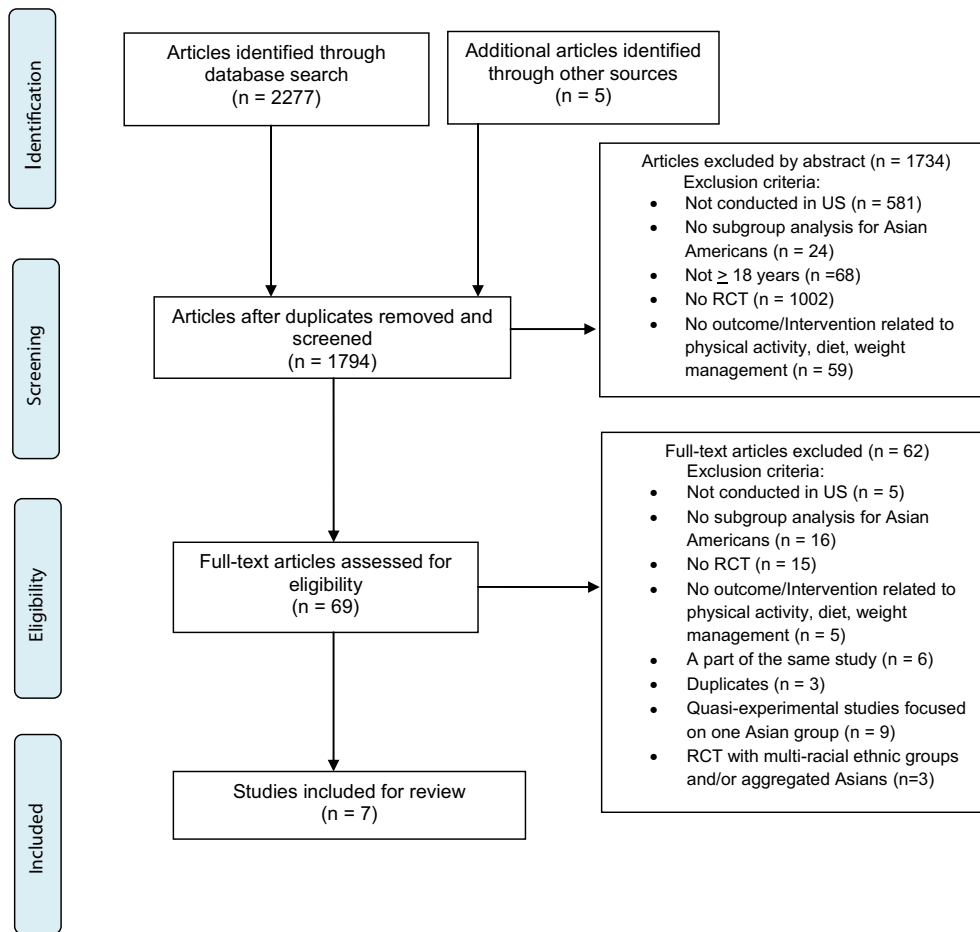 Identification
Articles identified through
database search
(n = 2277)
Additional articles identified
through other sources
(n = 5)
Articles excluded by abstract (n = 1734)
Exclusion criteria:
• Not conducted in US (n = 581)
• No subgroup analysis for Asian
Americans (n = 24)
• Not ≥ 18 years (n =68)
• No RCT (n = 1002)
• No outcome/Intervention related to
physical activity, diet, weight
management (n = 59)
Screening
Articles after duplicates removed and
screened
(n = 1794)
Full-text articles excluded (n = 62)
Exclusion criteria:
• Not conducted in US (n = 5)
• No subgroup analysis for Asian
Americans (n = 16)
• No RCT (n = 15)
• No outcome/Intervention related to
physical activity, diet, weight
management (n = 5)
• A part of the same study (n = 6)
• Duplicates (n = 3)
• Quasi-experimental studies focused
on one Asian group (n = 9)
• RCT with multi-racial ethnic groups
and/or aggregated Asians (n=3)
Eligibility
Full-text articles assessed for
eligibility
(n = 69)
Included
Studies included for review
(n = 7)